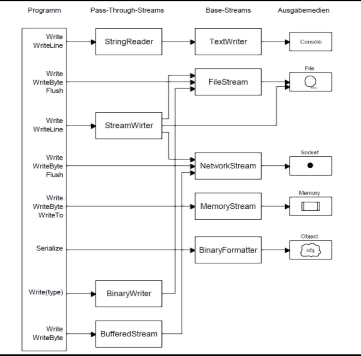 Programm Pass-Through-Streams Base-Streams Ausgabemedien
Write
WriteLine
StringReader
TextWriter
Console
Write
WriteByte
Flush
FileStream
File
Write
WriteLine
StreamWirter
Write
WriteByte
Flush
NetworkStream
Socket
Write
WriteByte
WriteTo
MemoryStream
Memory
Serialize
BinaryFormatter
Object
obj
Write(type)
BinaryWriter
Write
WriteByte
BufferedStream